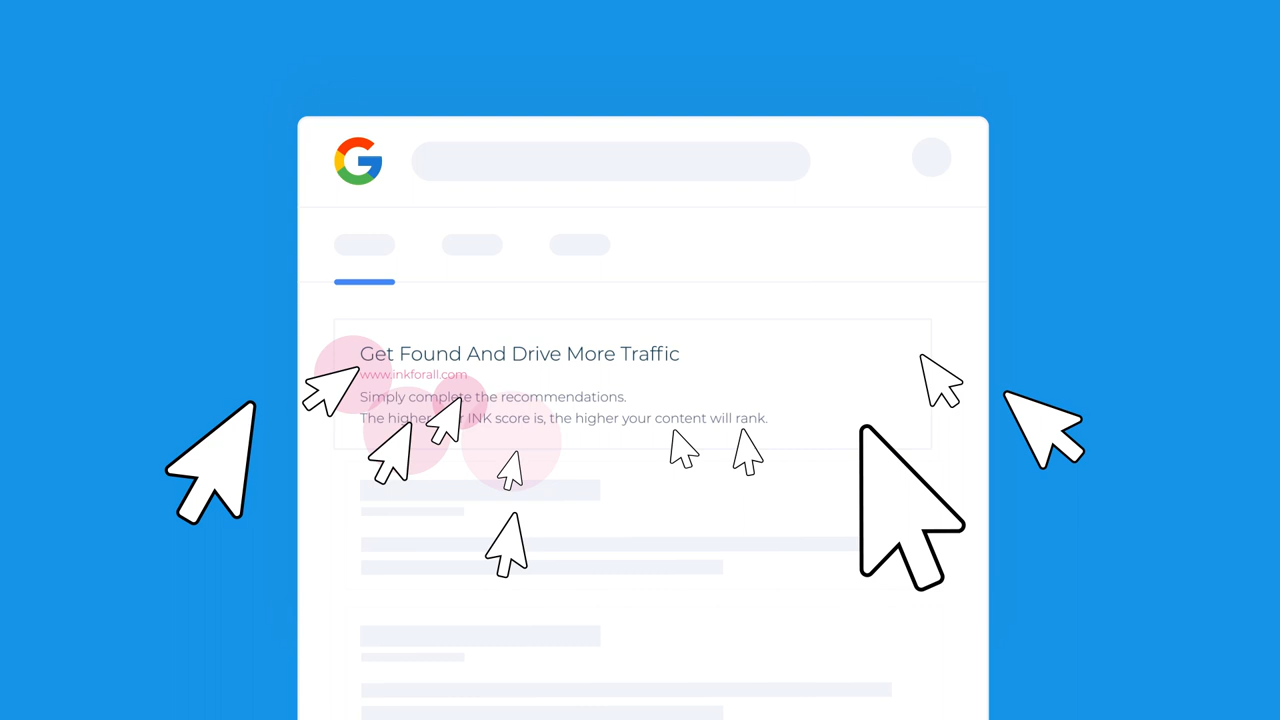 Get Found And Drive More Traffic
www.inkforall.com
Simply complete the recommendations.
The higher your INK score is, the higher your content will rank.